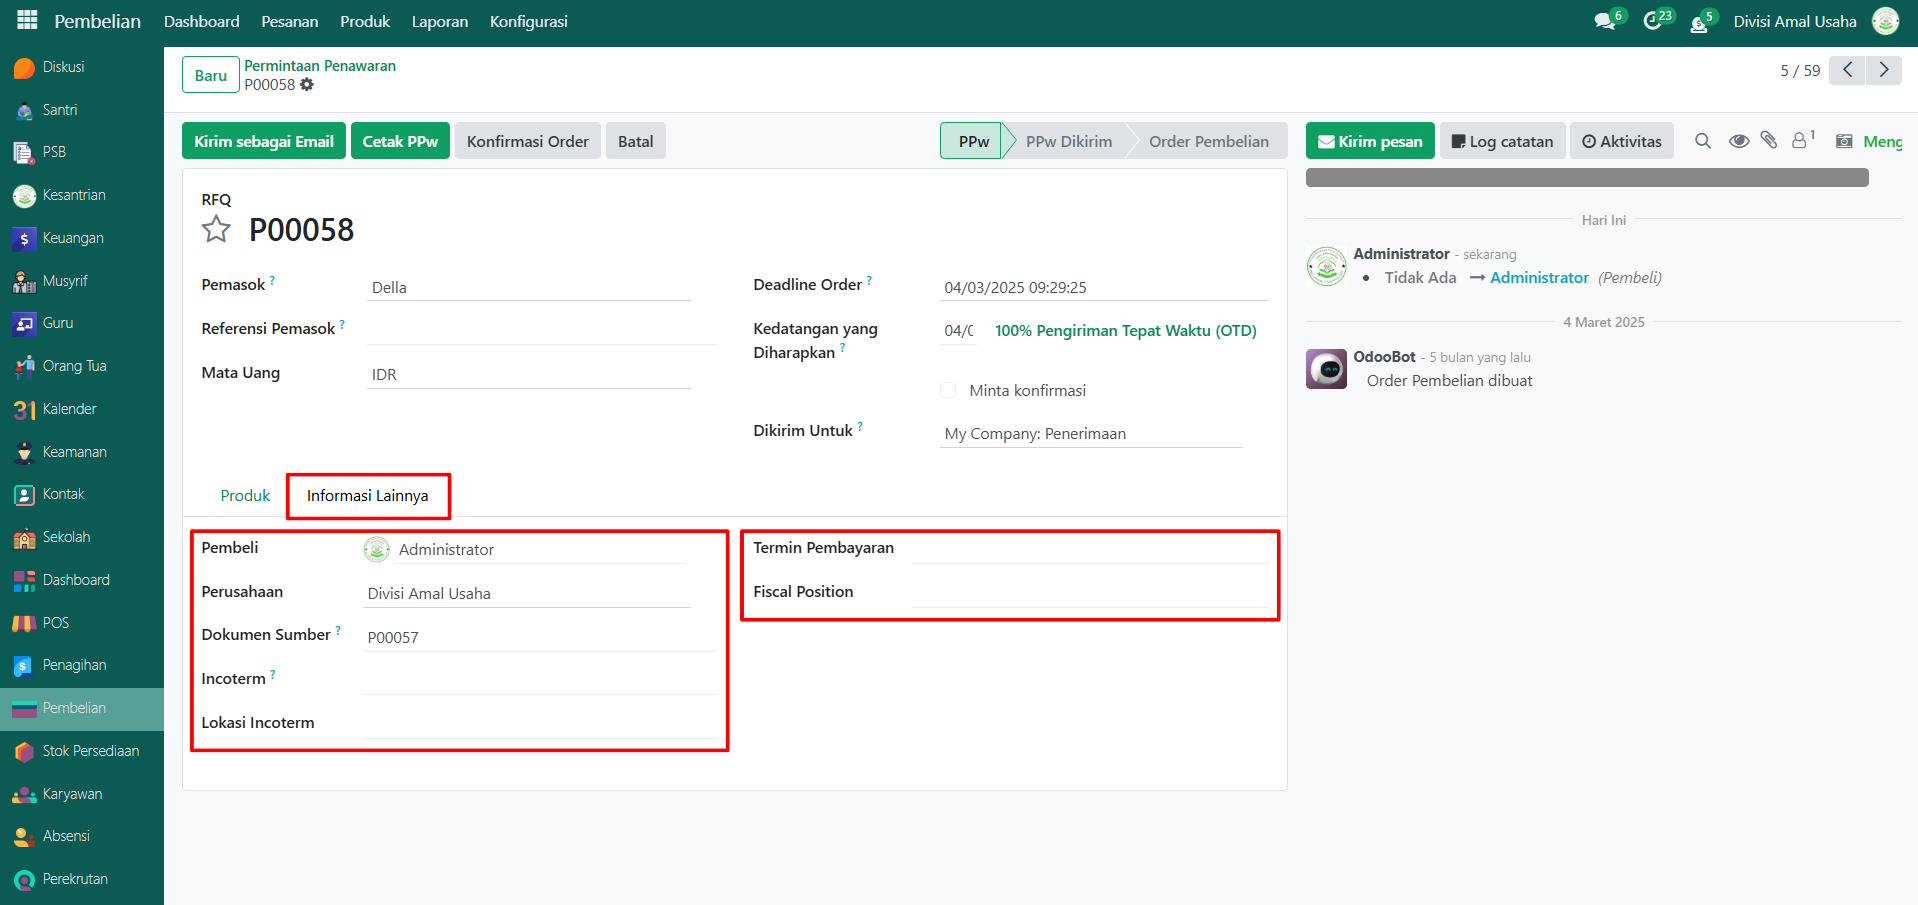 Pembelian Dashboard Pesanan Produk Laporan Konfigurasi 6 23 5 Divisi Amal Usaha
Diskusi
Santri
PSB
Kesantrian
Keuangan
Musyrif
Guru
Orang Tua
31 Kalender
Keamanan
Kontak
Sekolah
Dashboard
POS
Penagihan
Pembelian
Stok Persediaan
Karyawan
Absensi
Perekrutan
Baru
Permintaan Penawaran
P00058
5 / 59
Kirim sebagai Email Cetak PPw Konfirmasi Order Batal
PPw PPw Dikirim Order Pembelian
RFQ
P00058
Pemasok ? Della
Referensi Pemasok ?
Mata Uang IDR
Deadline Order ? 04/03/2025 09:29:25
Kedatangan yang
Diharapkan ?
04/0 100% Pengiriman Tepat Waktu (OTD)
Minta konfirmasi
Dikirim Untuk ? My Company: Penerimaan
Produk Informasi Lainnya
Pembeli Administrator
Perusahaan Divisi Amal Usaha
Dokumen Sumber ? P00057
Incoterm ?
Lokasi Incoterm
Termin Pembayaran
Fiscal Position
Kirim pesan Log catatan Aktivitas 1 Meng
Hari Ini
Administrator - sekarang
• Tidak Ada → Administrator (Pembeli)
4 Maret 2025
OdooBot - 5 bulan yang lalu
Order Pembelian dibuat